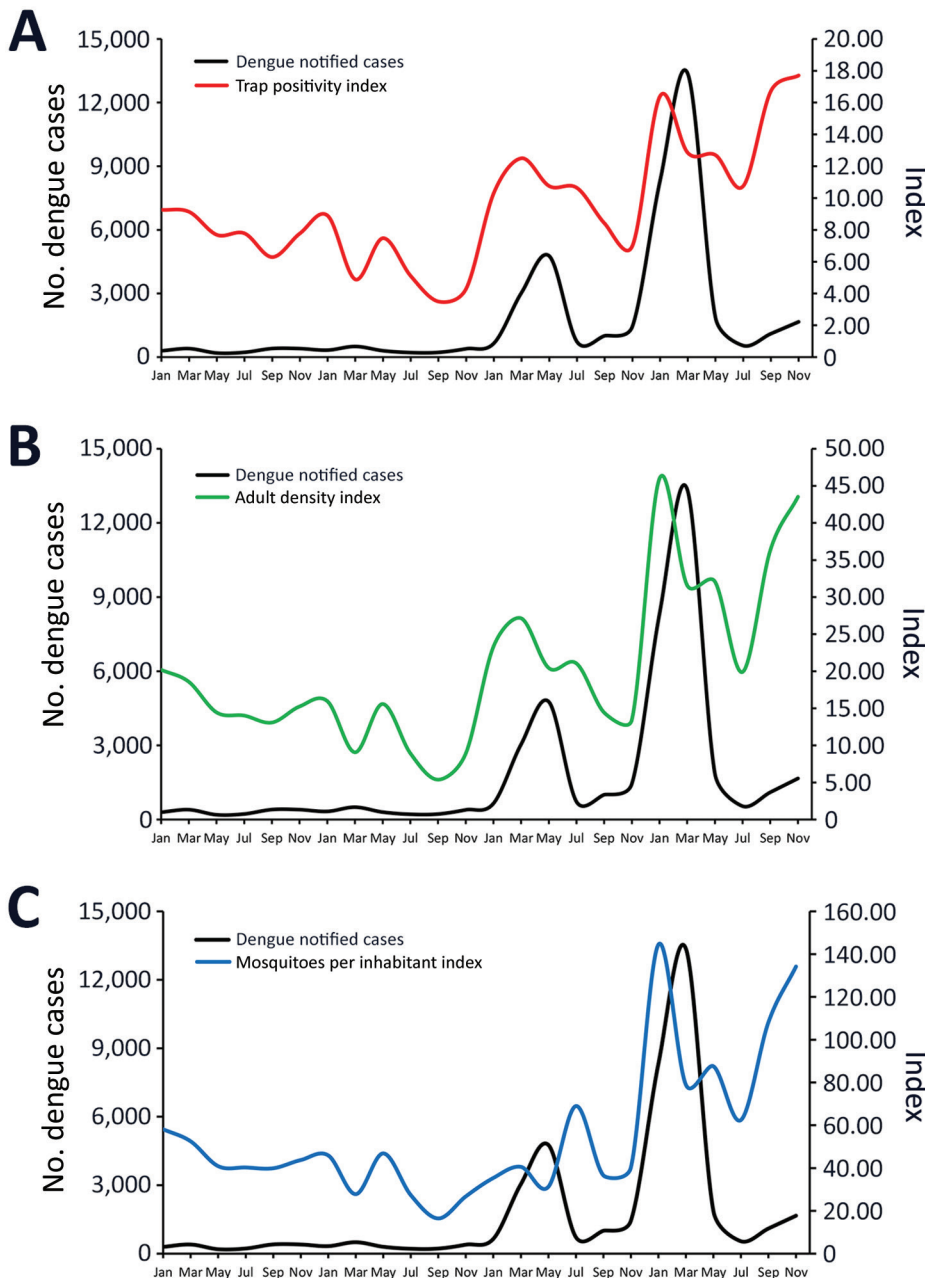 A
15,000
12,000
9,000
6,000
3,000
0
No. dengue cases
Dengue notified cases
Trap positivity index
20.00
18.00
16.00
14.00
12.00
10.00
8.00
6.00
4.00
2.00
0
Index
Jan Mar May Jul Sep Nov Jan Mar May Jul Sep Nov Jan Mar May Jul Sep Nov Jan Mar May Jul Sep Nov
B
15,000
12,000
9,000
6,000
3,000
0
No. dengue cases
Dengue notified cases
Adult density index
50.00
45.00
40.00
35.00
30.00
25.00
20.00
15.00
10.00
5.00
0
Index
Jan Mar May Jul Sep Nov Jan Mar May Jul Sep Nov Jan Mar May Jul Sep Nov Jan Mar May Jul Sep Nov
C
15,000
12,000
9,000
6,000
3,000
0
No. dengue cases
Dengue notified cases
Mosquitoes per inhabitant index
160.00
140.00
120.00
100.00
80.00
60.00
40.00
20.00
0
Index
Jan Mar May Jul Sep Nov Jan Mar May Jul Sep Nov Jan Mar May Jul Sep Nov Jan Mar May Jul Sep Nov